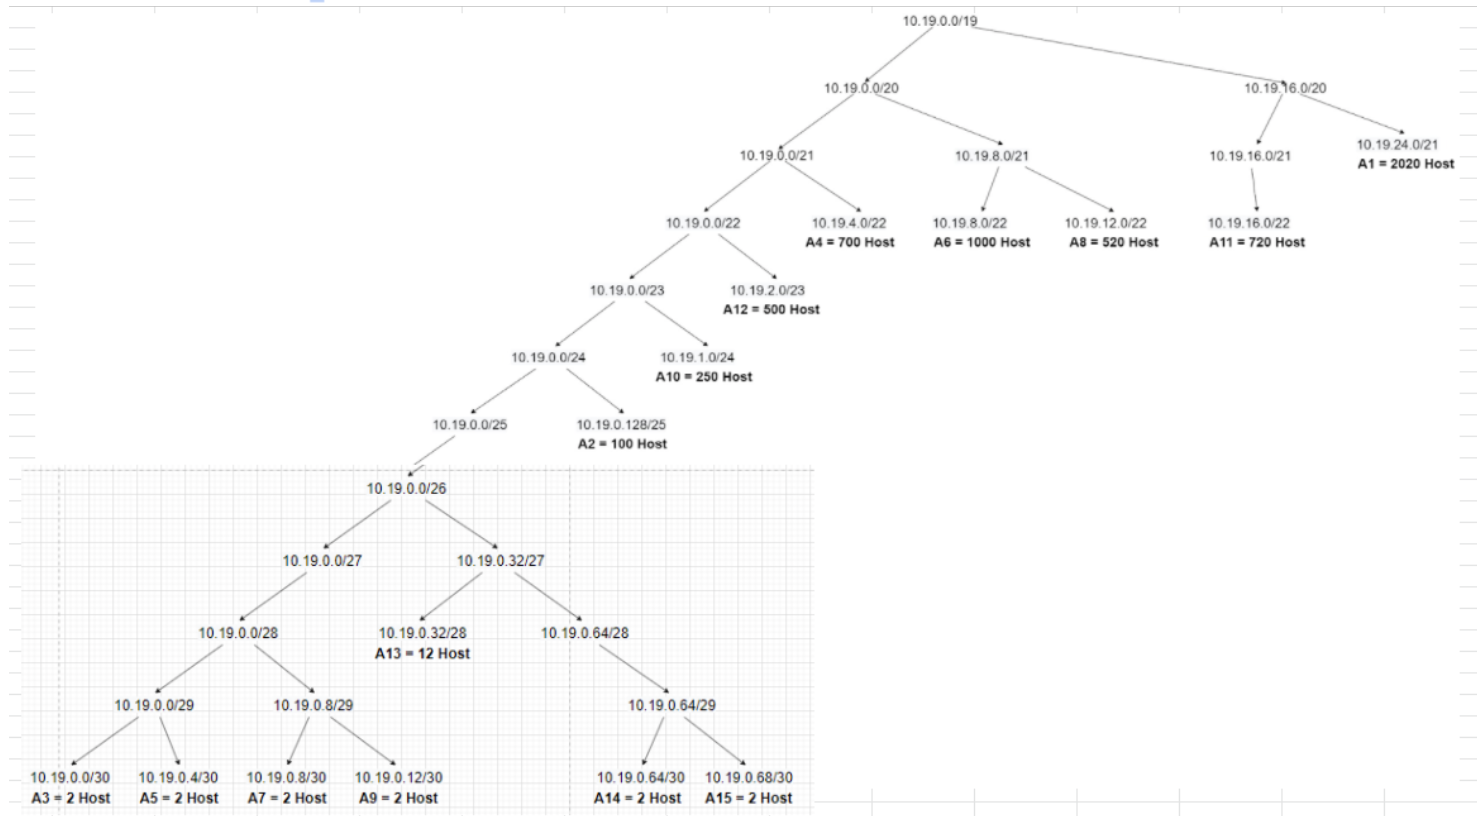 10.19.0.0/19
10.19.0.0/20
10.19.16.0/20
10.19.0.0/21
10.19.8.0/21
10.19.16.0/21
10.19.24.0/21
A1 = 2020 Host
10.19.0.0/22
10.19.4.0/22
A4 = 700 Host
10.19.8.0/22
A6 = 1000 Host
10.19.12.0/22
A8 = 520 Host
10.19.16.0/22
A11 = 720 Host
10.19.0.0/23
10.19.2.0/23
A12 = 500 Host
10.19.0.0/24
10.19.1.0/24
A10 = 250 Host
10.19.0.0/25
10.19.0.128/25
A2 = 100 Host
10.19.0.0/26
10.19.0.0/27
10.19.0.32/27
10.19.0.0/28
10.19.0.32/28
A13 = 12 Host
10.19.0.64/28
10.19.0.0/29
10.19.0.8/29
10.19.0.64/29
10.19.0.0/30
A3 = 2 Host
10.19.0.4/30
A5 = 2 Host
10.19.0.8/30
A7 = 2 Host
10.19.0.12/30
A9 = 2 Host
10.19.0.64/30
A14 = 2 Host
10.19.0.68/30
A15 = 2 Host